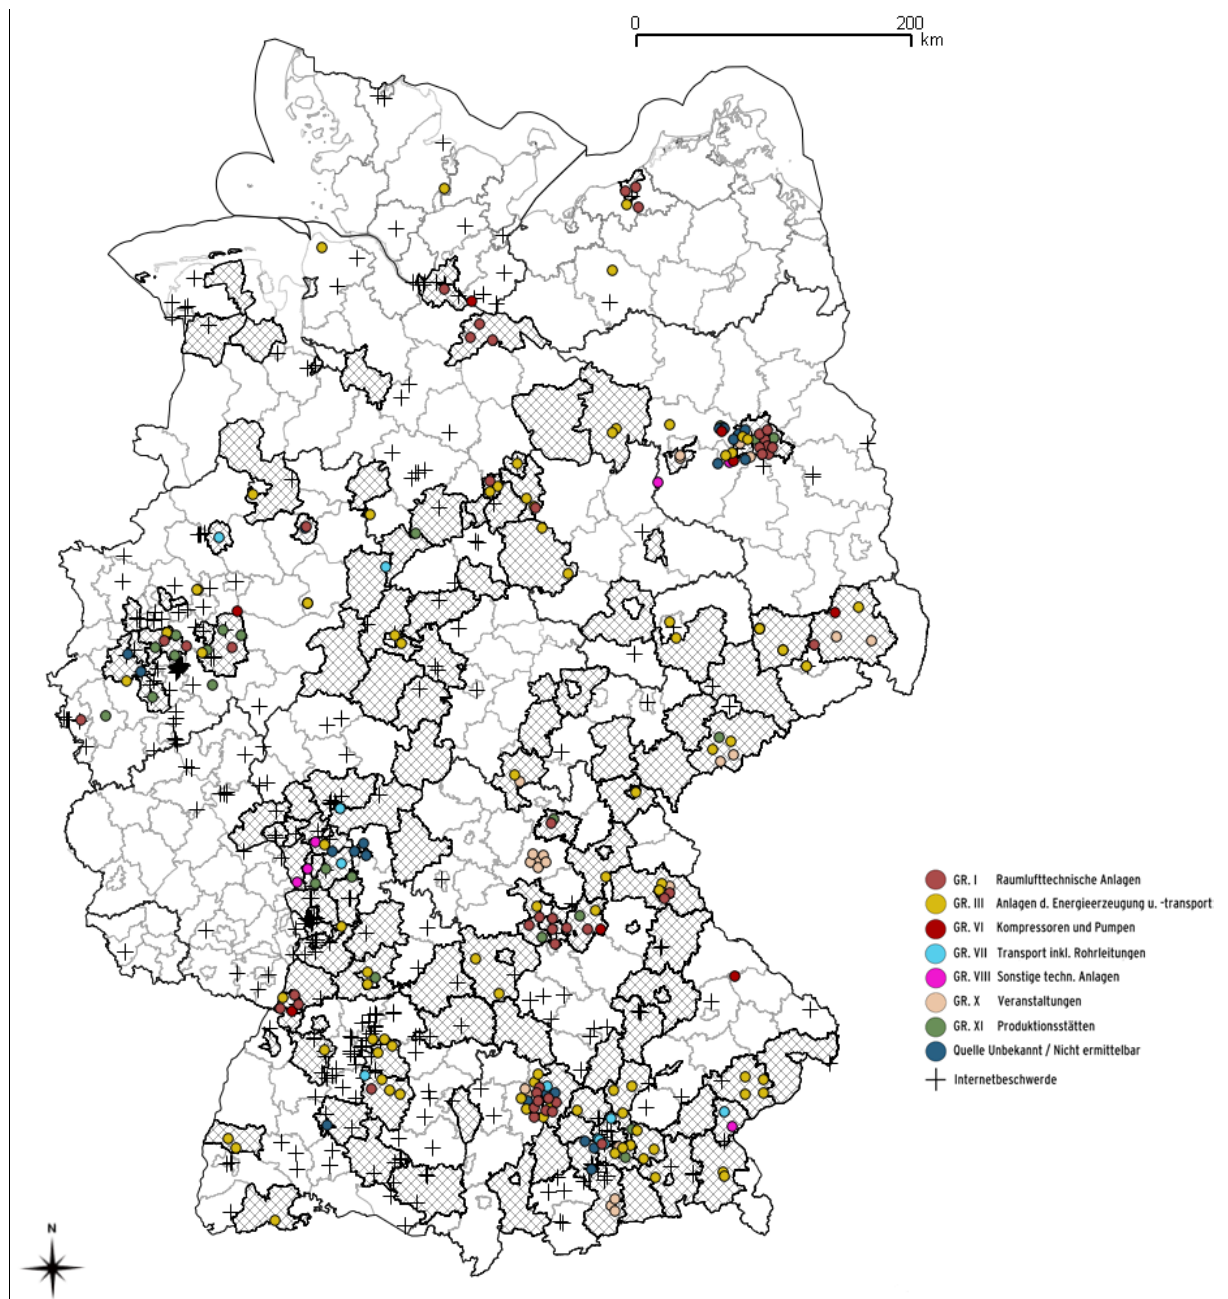 0 200
km
GR. I Raumlufttechnische Anlagen
GR. III Anlagen d. Energieerzeugung u. -transport
GR. VI Kompressoren und Pumpen
GR. VII Transport inkl. Rohrleitungen
GR. VIII Sonstige techn. Anlagen
GR. X Veranstaltungen
GR. XI Produktionsstätten
Quelle Unbekannt / Nicht ermittelbar
Internetbeschwerde
N